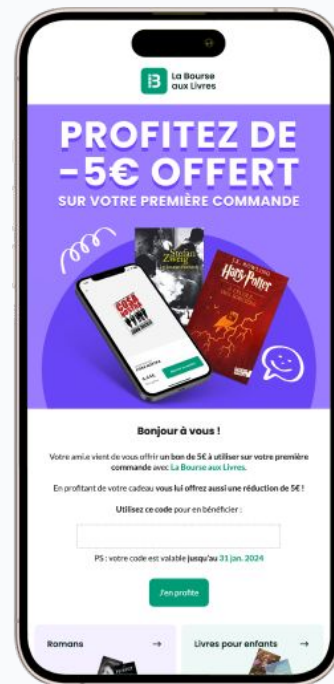 La Bourse
aux Livres
PROFITEZ DE
-5€ OFFERT
SUR VOTRE PREMIÈRE COMMANDE
Stefan
Zweig
J.K. ROWLING
Harry Potter
COSA
NOSTRA
Bonjour à vous !
Votre ami.e vient de vous offrir un bon de 5€ à utiliser sur votre première
commande avec La Bourse aux Livres.
En profitant de votre cadeau vous lui offrez aussi une réduction de 5€ !
Utilisez ce code pour en bénéficier :
PS : votre code est valable jusqu'au 31 jan. 2024
J'en profite
Romans →
Livres pour enfants →